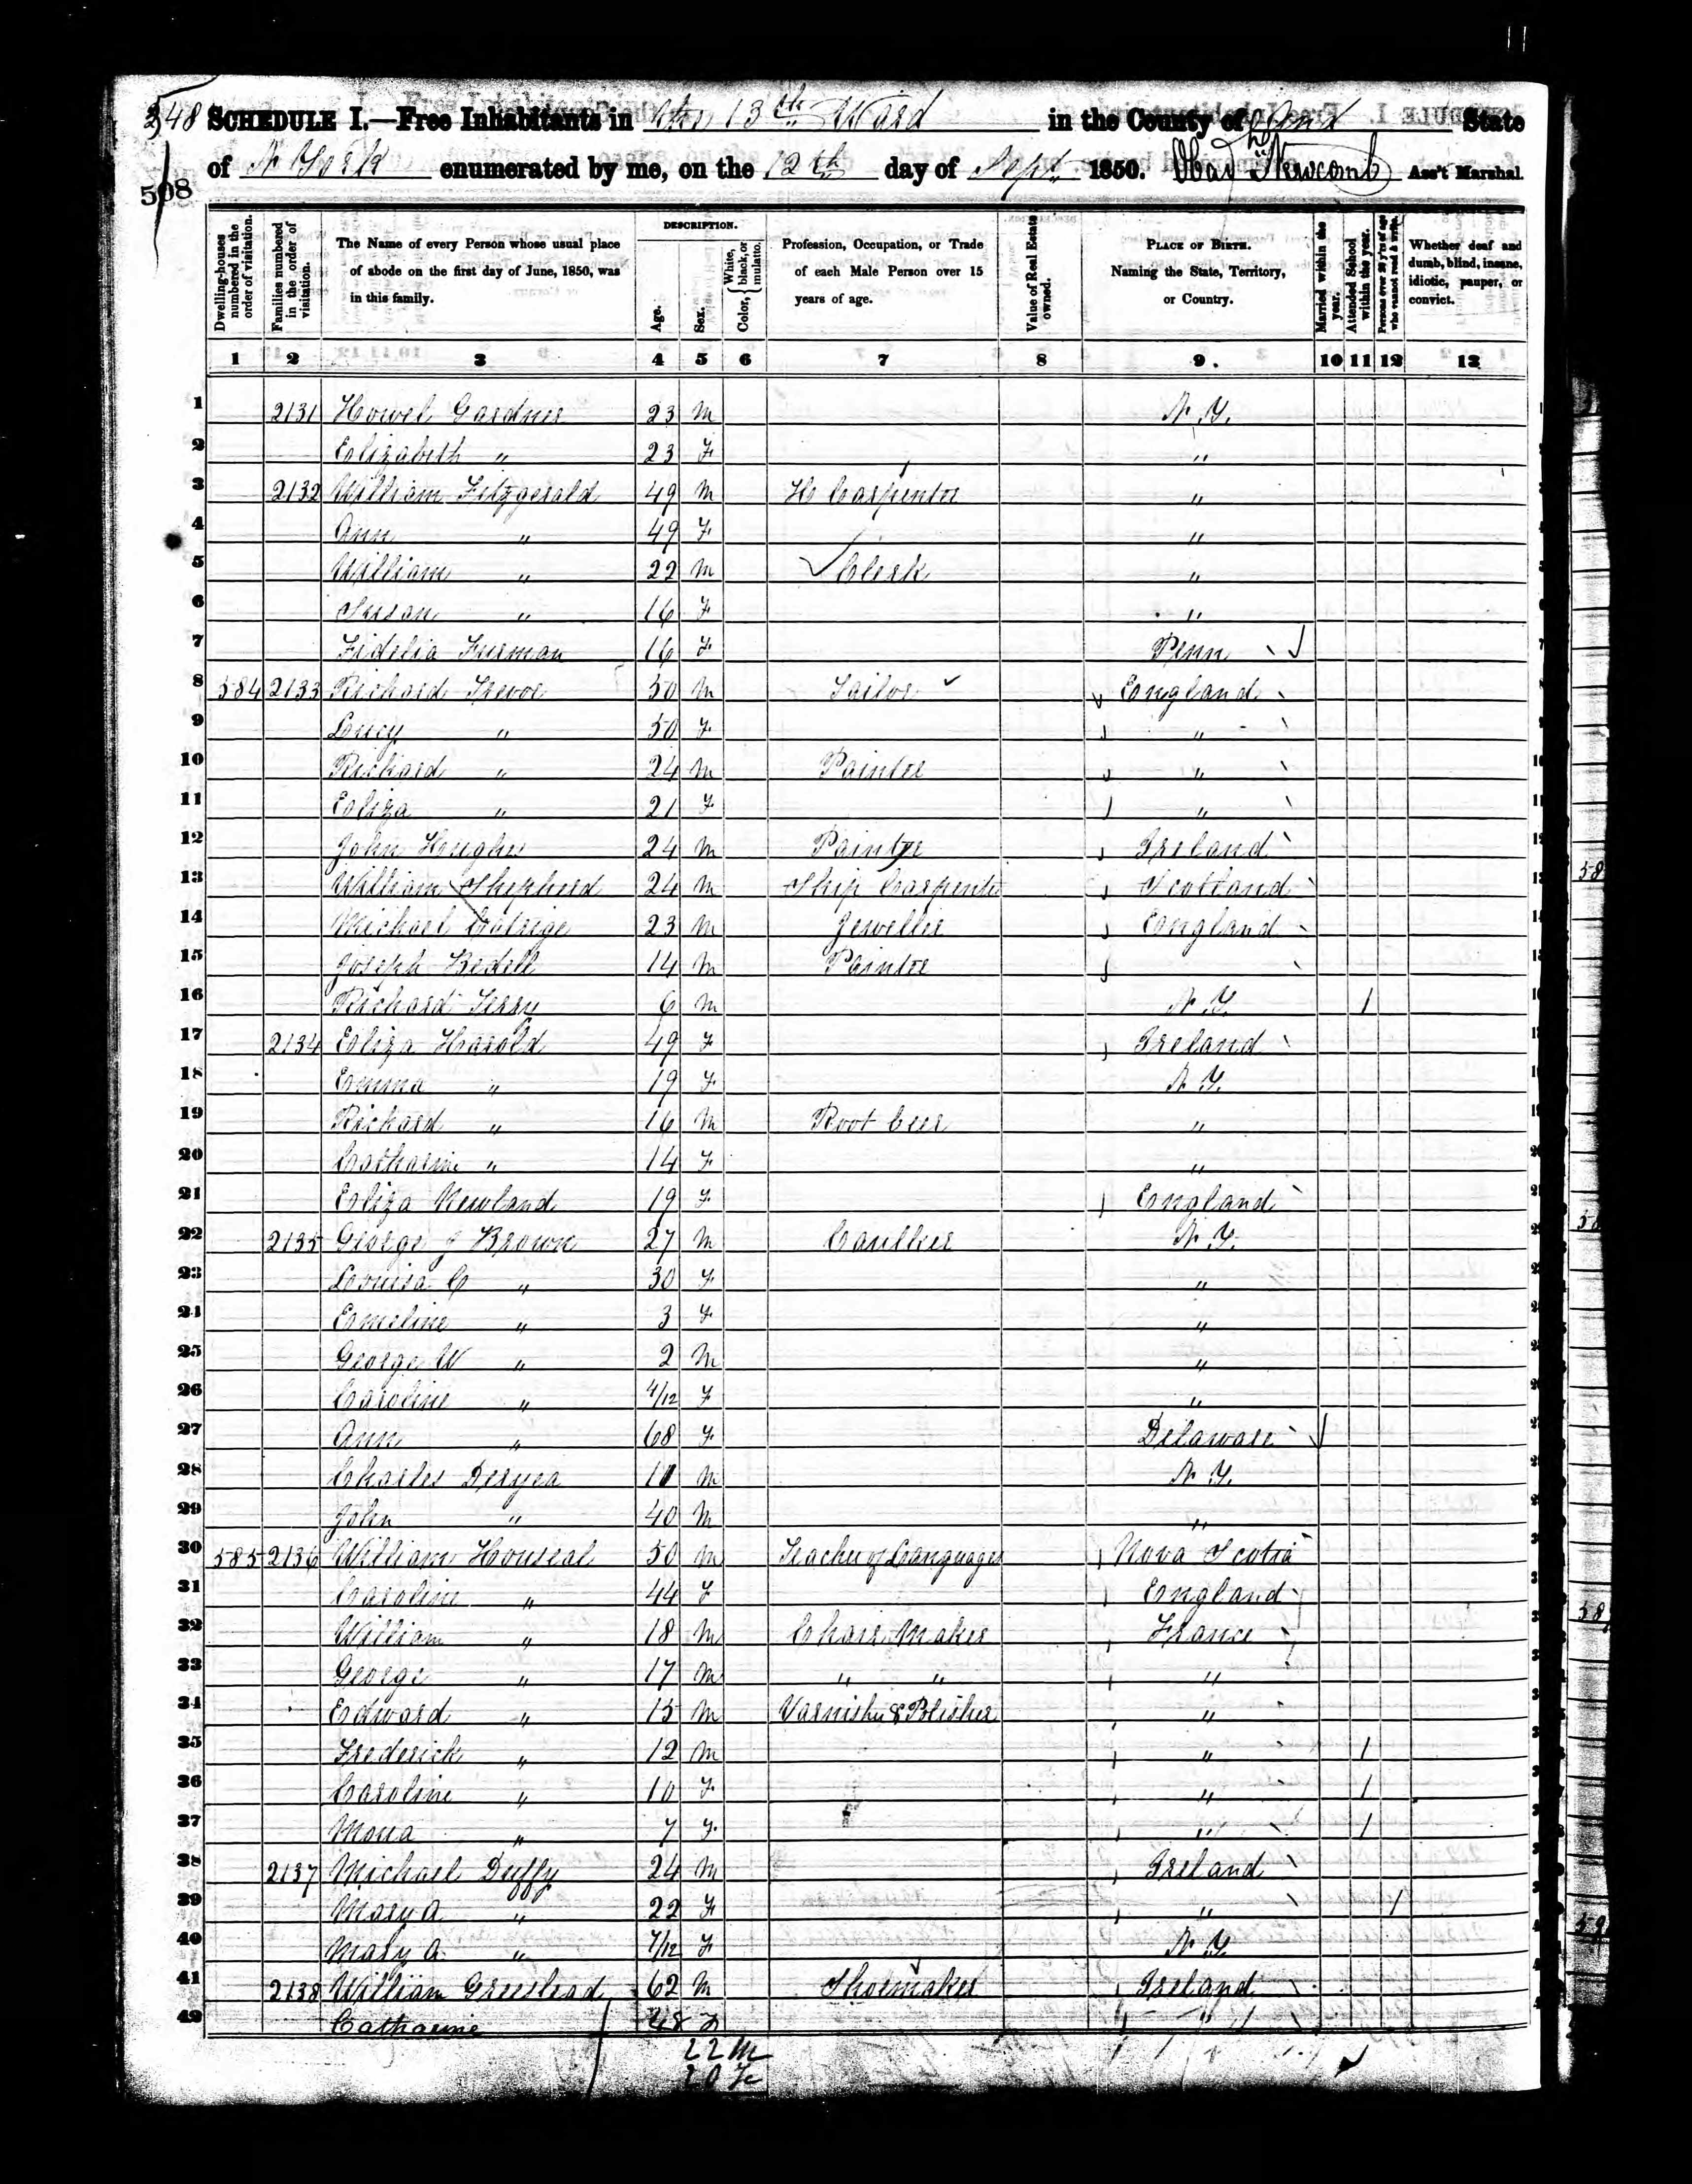 548 SCHEDULE I.—Free Inhabitants in the 13th Ward in the County of and State
508 of N York enumerated by me, on the 12th day of Sept 1850. Newcomb Ass't Marshal.
Dwelling-houses numbered in the order of visitation. Families numbered in the order of visitation. The Name of every Person whose usual place of abode on the first day of June, 1850, was in this family. DESCRIPTION. Age. Sex. Color, { White, black, or mulatto. Profession, Occupation, or Trade of each Male Person over 15 years of age. Value of Real Estate owned. PLACE OF BIRTH. Naming the State, Territory, or Country. Married within the year. Attended School within the year. Persons over 20 y'rs of age who cannot read & write. Whether deaf and dumb, blind, insane, idiotic, pauper, or convict.
1 2 3 4 5 6 7 8 9. 10 11 12 13
1 2131 Howel Gardner 23 M N.Y.
2 Elizabeth " 23 F "
3 2132 William Fitzgerald 49 M H Carpenter "
4 Ann " 49 F "
5 William " 22 M Clerk "
6 Susan " 16 F "
7 Fidelia Furman 16 F Penn
8 584 2133 Richard Trevor 50 M Tailor England
9 Lucy " 50 F "
10 Richard " 24 M Painter "
11 Eliza " 21 F "
12 John Hughes 24 M Painter Ireland
13 William Shepherd 24 M Ship Carpenter Scotland
14 Michael 23 M Jeweller England
15 Joseph Bedell 14 M Painter
16 Richard Terry 6 M N.Y. 1
17 2134 Eliza Harold 49 F Ireland
18 Emma " 19 F N.Y.
19 Richard " 16 M Root beer "
20 Catharine " 14 F "
21 Eliza Newland 19 F England
22 2135 George J Brown 27 M Caulker N.Y.
23 Louisa C " 30 F "
24 Emeline " 3 F "
25 George W " 2 M "
26 Caroline " 4/12 F "
27 Ann " 68 F Delaware
28 Charles Deryea 10 M N.Y.
29 John " 40 M "
30 585 2136 William Houseal 50 M Teacher of Languages Nova Scotia
31 Caroline " 44 F England
32 William " 18 M Chair Maker France
33 George " 17 M " " "
34 Edward " 15 M Varnisher & Polisher "
35 Frederick " 12 M " 1
36 Caroline " 10 F " 1
37 Mona " 7 F " 1
38 2137 Michael Duffy 24 M Ireland
39 Mary A " 22 F " 1
40 Mary A " 7/12 F N.Y.
41 2138 William Greeslead 62 M Shoemaker Ireland
42 Catharine 48 F "
22 M
20 F